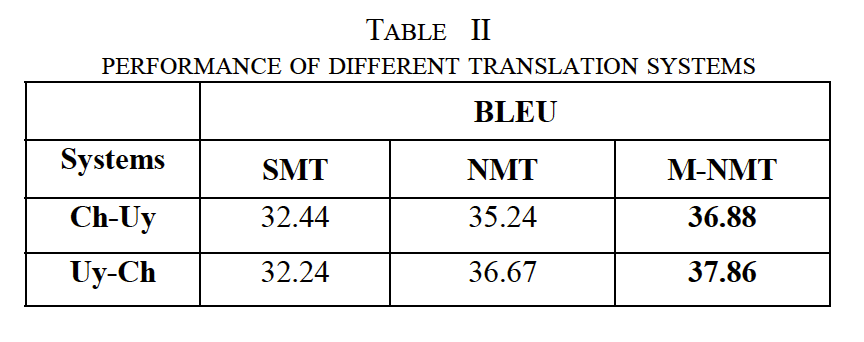 TABLE II
PERFORMANCE OF DIFFERENT TRANSLATION SYSTEMS
BLEU
Systems SMT NMT M-NMT
Ch-Uy 32.44 35.24 36.88
Uy-Ch 32.24 36.67 37.86